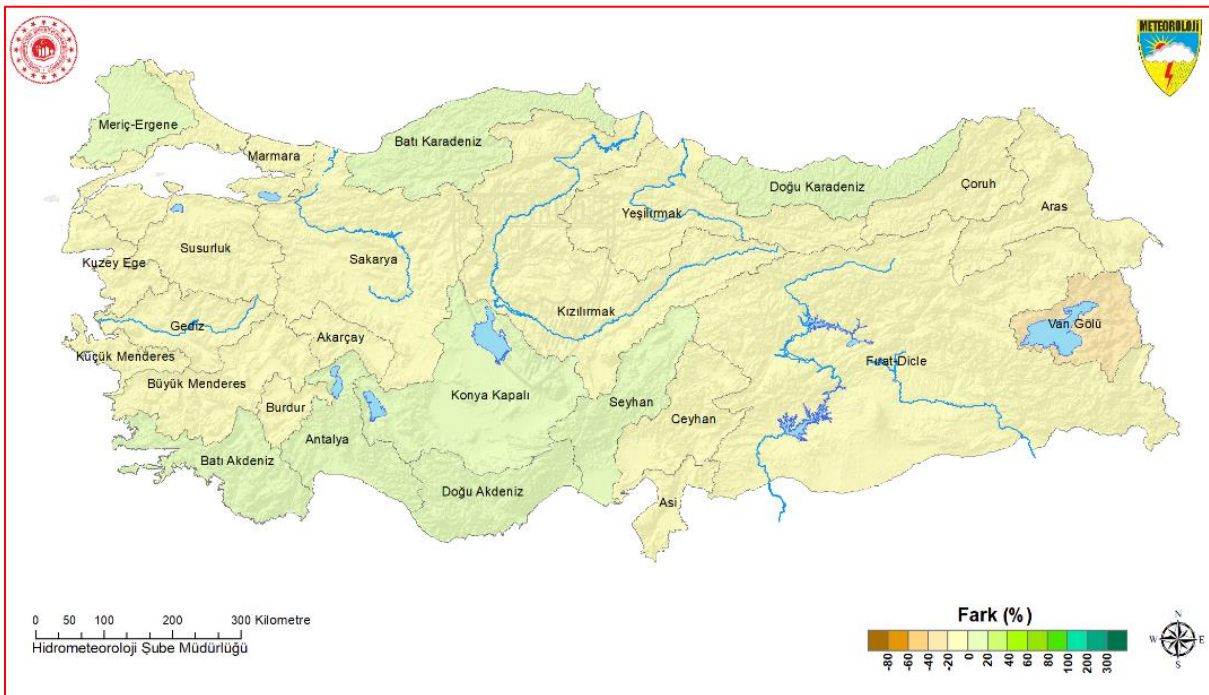 METEOROLOJİ
Meriç-Ergene
Marmara
Batı Karadeniz
Doğu Karadeniz
Çoruh
Aras
Yeşilırmak
Susurluk
Sakarya
Kuzey Ege
Kızılırmak
Van Gölü
Gediz
Akarçay
Küçük Menderes
Fırat-Dicle
Büyük Menderes
Konya Kapalı
Seyhan
Burdur
Ceyhan
Antalya
Batı Akdeniz
Doğu Akdeniz
Asi
0 50 100 200 300 Kilometre
Hidrometeoroloji Şube Müdürlüğü
Fark (%)
-80 -60 -40 -20 0 20 40 60 80 100 200 300
N
W E
S